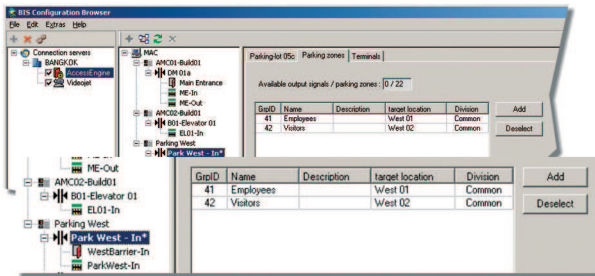 BIS Configuration Browser
File Edit Extras Help
Connection servers
BANGKOK
AccessEngine
Videojet
MAC
AMC01-Build01
DM 01a
Main Entrance
ME-In
ME-Out
AMC02-Build01
B01-Elevator 01
EL01-In
Parking West
Park West - In*
Parking-lot 05c Parking zones Terminals
Available output signals / parking zones: 0 / 22
GrpID Name Description target location Division
41 Employees West 01 Common
42 Visitors West 02 Common
Add
Deselect
ME-Out
AMC02-Build01
B01-Elevator 01
EL01-In
Parking West
Park West - In*
WestBarrier-In
ParkWest-In
GrpID Name Description target location Division
41 Employees West 01 Common
42 Visitors West 02 Common
Add
Deselect